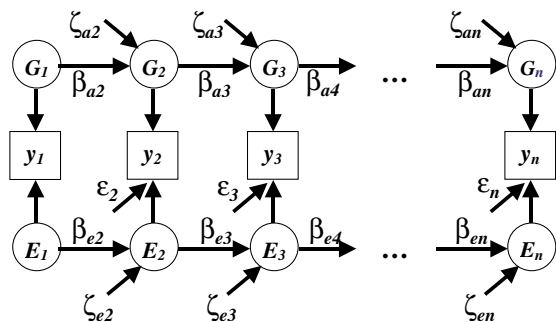 ζa2 ζa3 ζan
G1 G2 G3 ... Gn
βa2 βa3 βa4 βan
y1 y2 y3 yn
ε2 ε3 εn
βe2 βe3 βe4 βen
E1 E2 E3 ... En
ζe2 ζe3 ζen